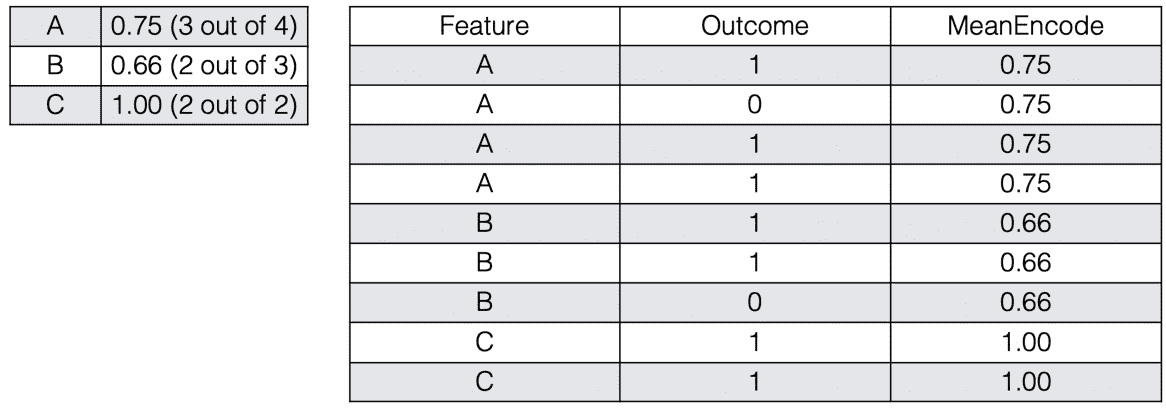 A 0.75 (3 out of 4)
B 0.66 (2 out of 3)
C 1.00 (2 out of 2)
Feature Outcome MeanEncode
A 1 0.75
A 0 0.75
A 1 0.75
A 1 0.75
B 1 0.66
B 1 0.66
B 0 0.66
C 1 1.00
C 1 1.00